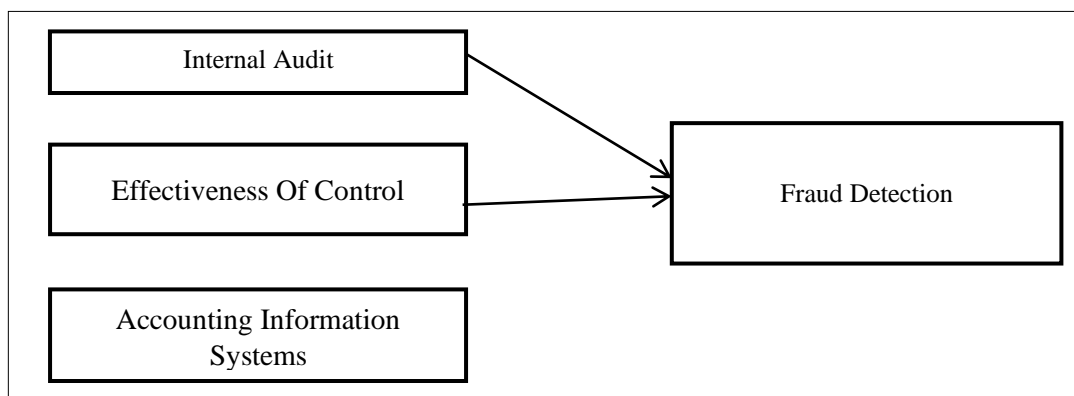 Internal Audit
Effectiveness Of Control
Fraud Detection
Accounting Information
Systems